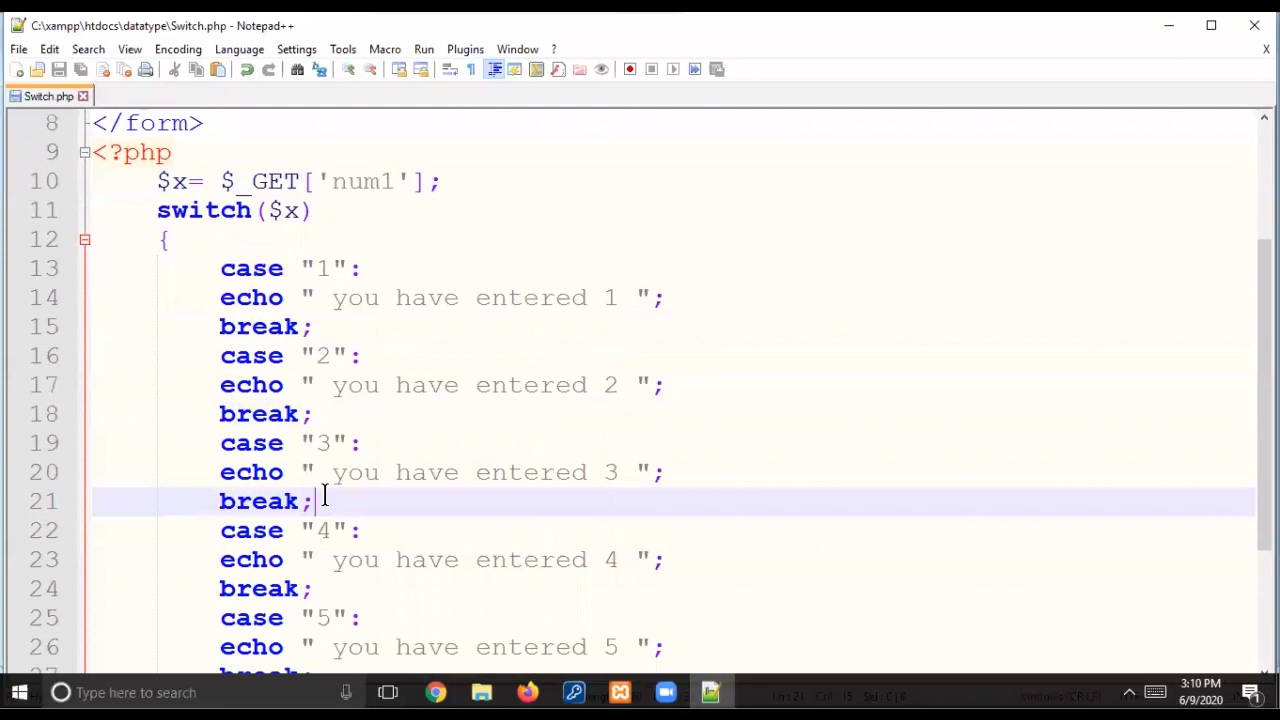 C:\xampp\htdocs\datatype\Switch.php - Notepad++
File Edit Search View Encoding Language Settings Tools Macro Run Plugins Window ? X
Switch.php
8 </form>
9 <?php
10 $x= $_GET['num1'];
11 switch($x)
12 {
13 case "1":
14 echo " you have entered 1 ";
15 break;
16 case "2":
17 echo " you have entered 2 ";
18 break;
19 case "3":
20 echo " you have entered 3 ";
21 break;
22 case "4":
23 echo " you have entered 4 ";
24 break;
25 case "5":
26 echo " you have entered 5 ";
27 break;
Type here to search
3:10 PM
6/9/2020